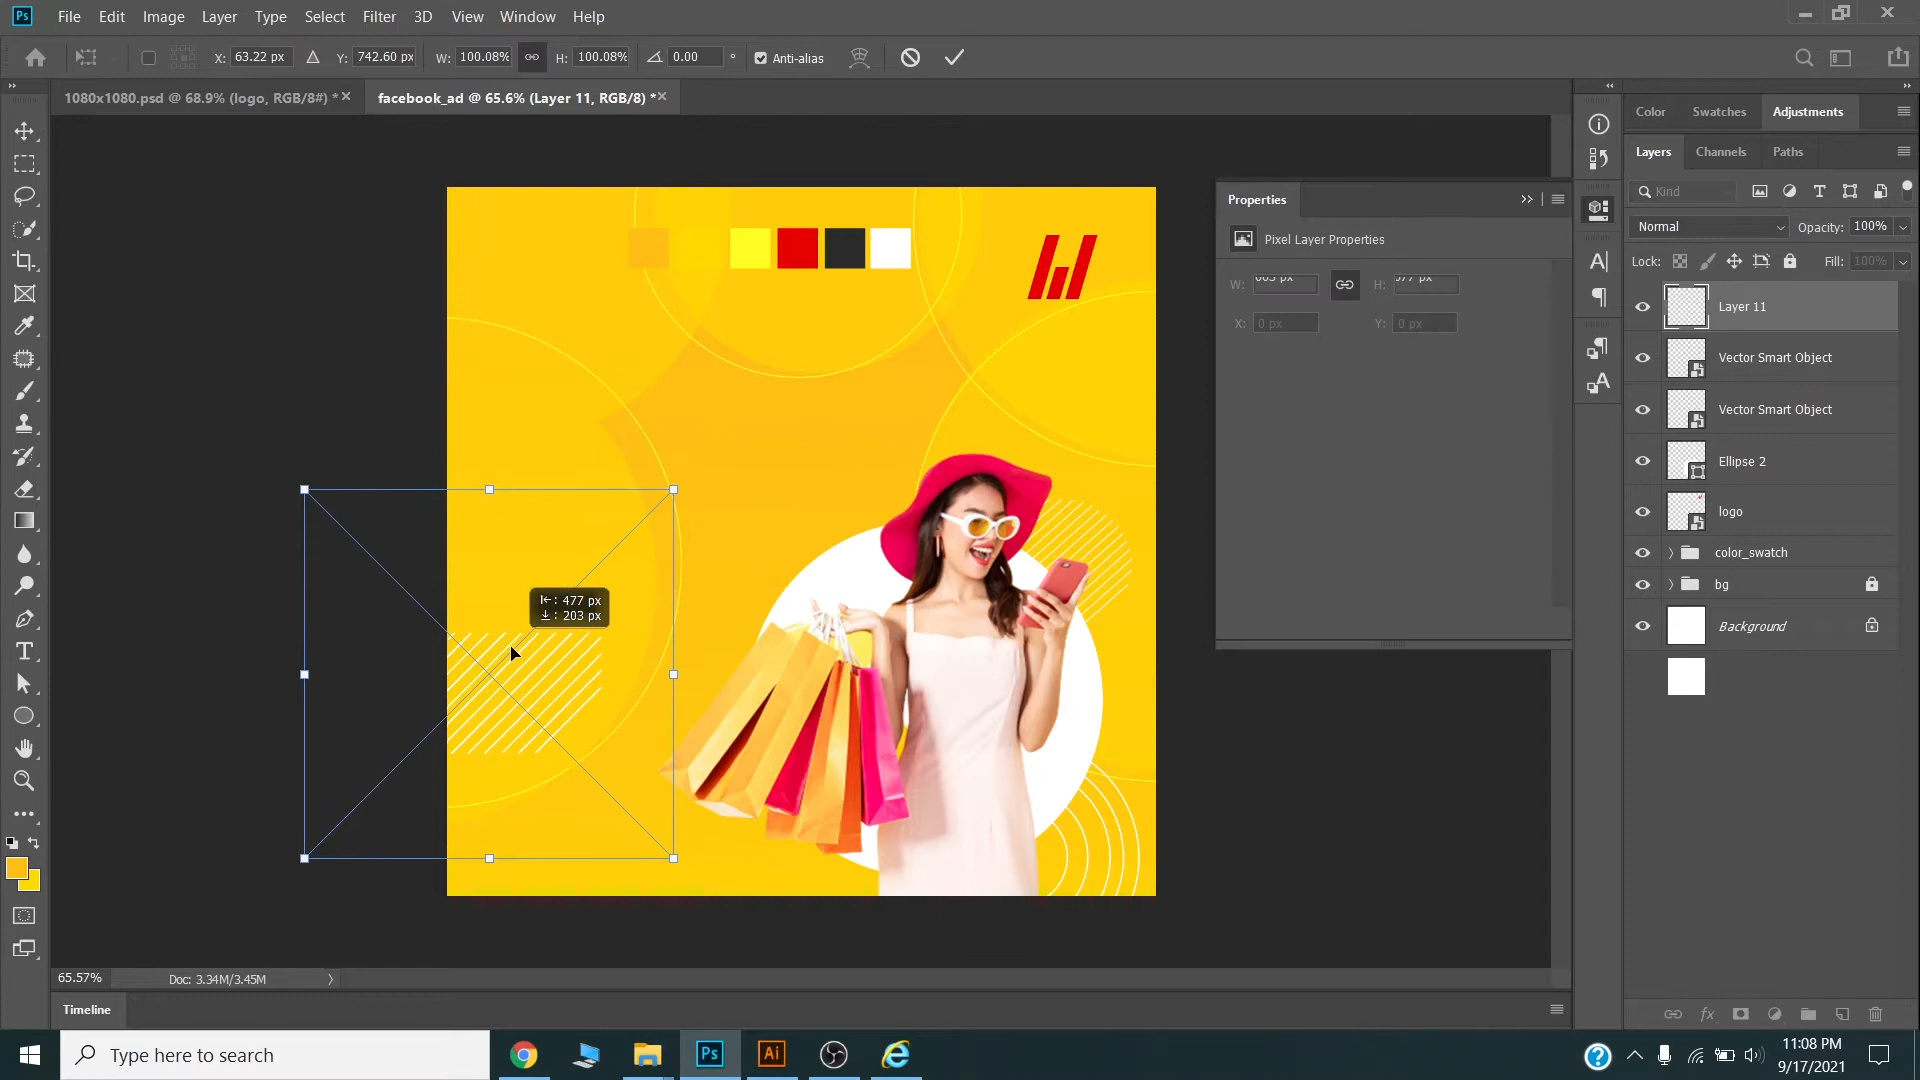 Ps File Edit Image Layer Type Select Filter 3D View Window Help
X: 63.22 px Y: 742.60 px W: 100.08% H: 100.08% 0.00 ° Anti-alias
1080x1080.psd @ 68.9% (logo, RGB/8#) * facebook_ad @ 65.6% (Layer 11, RGB/8) *
Color Swatches Adjustments
Layers Channels Paths
Kind
Normal Opacity: 100%
Lock: Fill: 100%
Properties
Pixel Layer Properties
W: H:
X: 0 px Y: 0 px
Layer 11
Vector Smart Object
Vector Smart Object
Ellipse 2
logo
color_swatch
bg
Background
: 477 px
: 203 px
65.57% Doc: 3.34M/3.45M
Timeline
Type here to search
Ps Ai
11:08 PM
9/17/2021